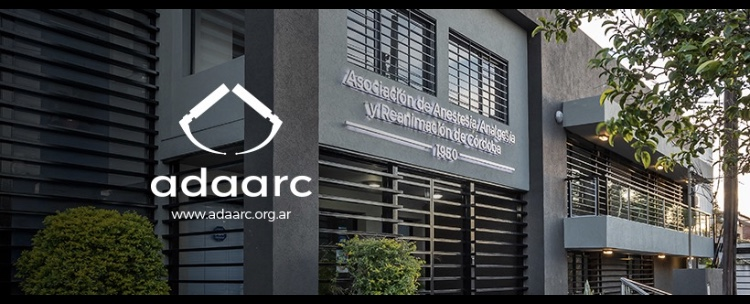 Asociación de Anestesia, Analgesia
y Reanimación de Córdoba
1950
adaarc
www.adaarc.org.ar